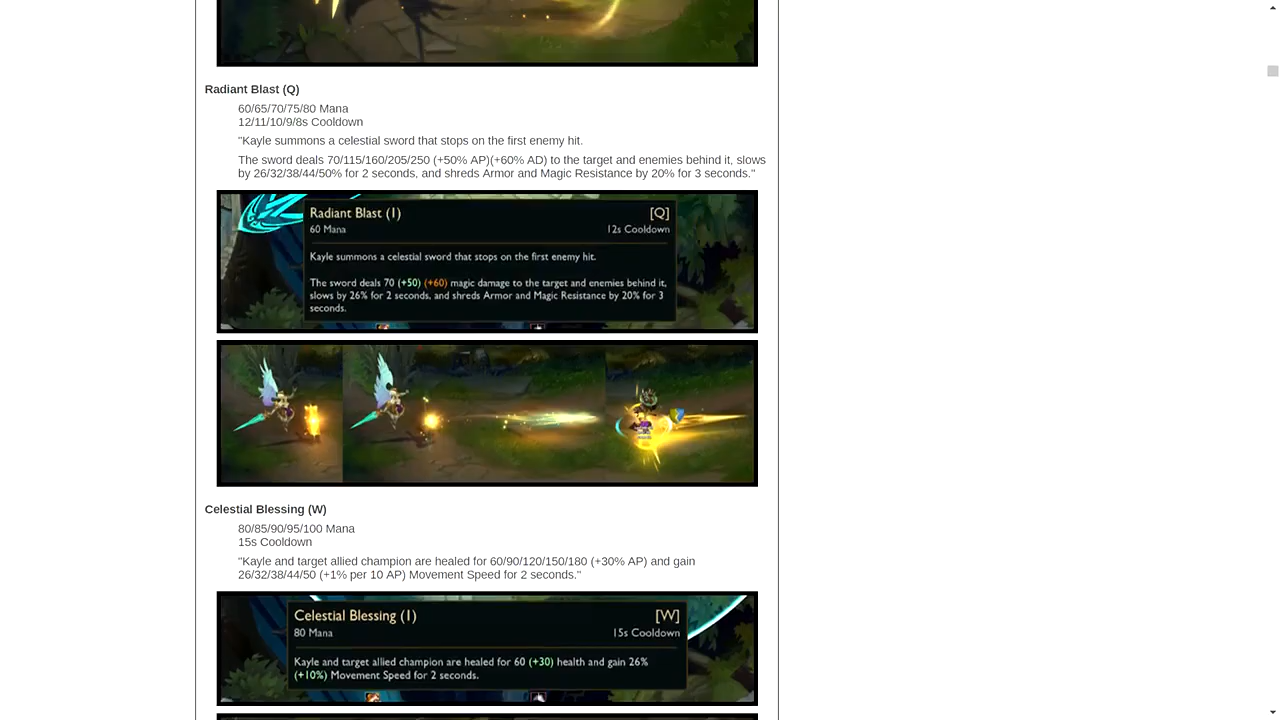 Radiant Blast (Q)
60/65/70/75/80 Mana
12/11/10/9/8s Cooldown
"Kayle summons a celestial sword that stops on the first enemy hit.
The sword deals 70/115/160/205/250 (+50% AP)(+60% AD) to the target and enemies behind it, slows
by 26/32/38/44/50% for 2 seconds, and shreds Armor and Magic Resistance by 20% for 3 seconds."
Radiant Blast (1) [Q]
60 Mana 12s Cooldown
Kayle summons a celestial sword that stops on the first enemy hit.
The sword deals 70 (+50) (+60) magic damage to the target and enemies behind it,
slows by 26% for 2 seconds, and shreds Armor and Magic Resistance by 20% for 3
seconds.
Celestial Blessing (W)
80/85/90/95/100 Mana
15s Cooldown
"Kayle and target allied champion are healed for 60/90/120/150/180 (+30% AP) and gain
26/32/38/44/50 (+1% per 10 AP) Movement Speed for 2 seconds."
Celestial Blessing (1) [W]
80 Mana 15s Cooldown
Kayle and target allied champion are healed for 60 (+30) health and gain 26%
(+10%) Movement Speed for 2 seconds.